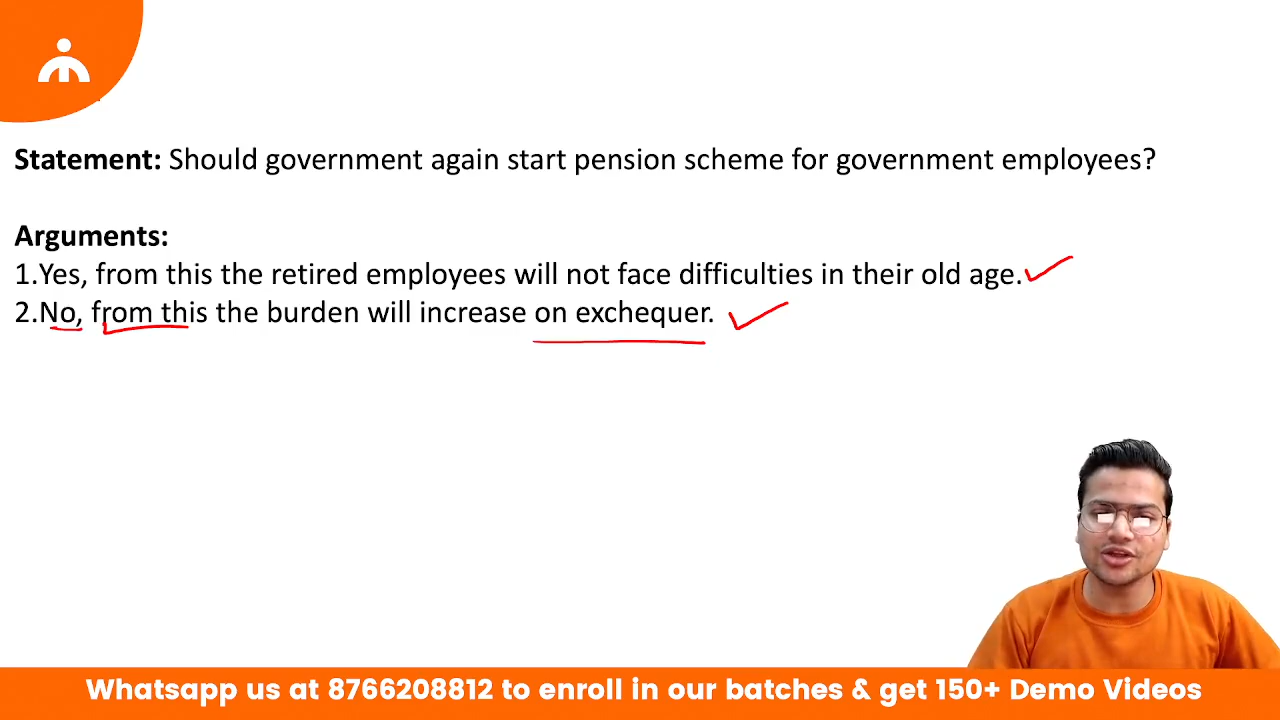 Statement: Should government again start pension scheme for government employees?
Arguments:
1.Yes, from this the retired employees will not face difficulties in their old age.
2.No, from this the burden will increase on exchequer.
Whatsapp us at 8766208812 to enroll in our batches & get 150+ Demo Videos